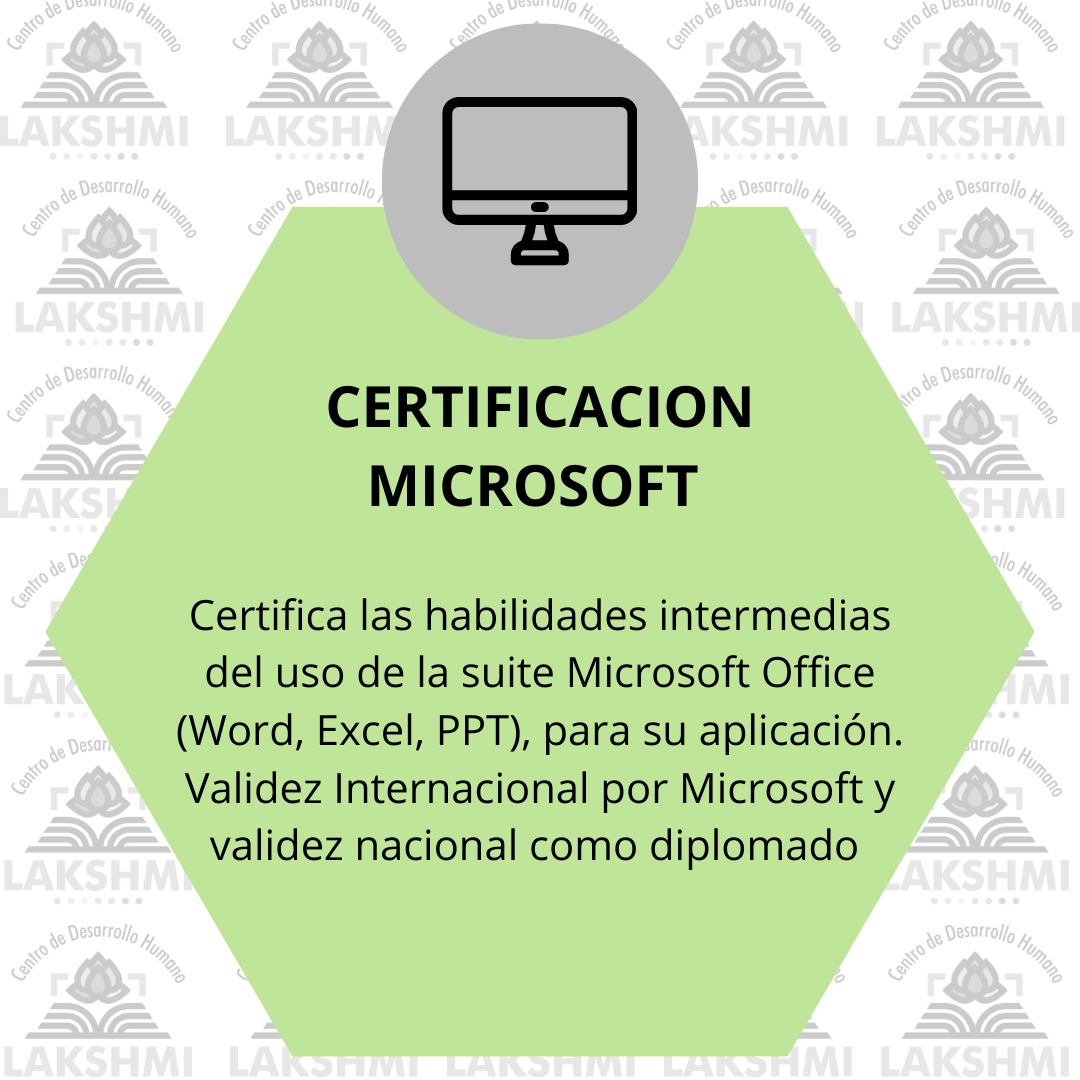 CERTIFICACION
MICROSOFT
Certifica las habilidades intermedias
del uso de la suite Microsoft Office
(Word, Excel, PPT), para su aplicación.
Validez Internacional por Microsoft y
validez nacional como diplomado
Centro de Desarrollo Humano
LAKSHMI